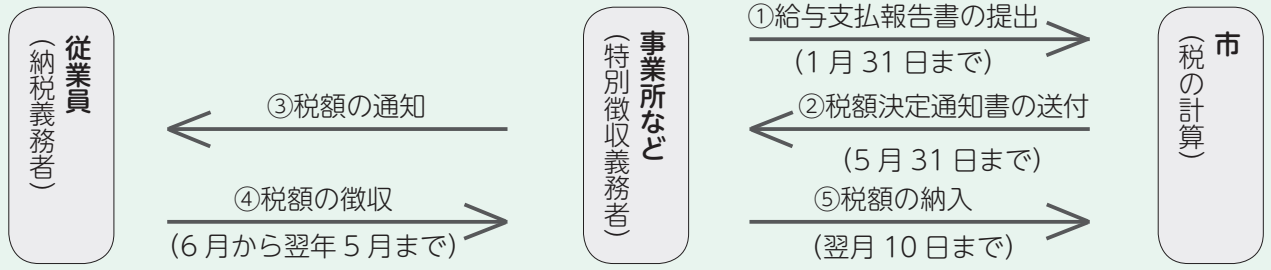 従業員
（納税義務者）
③税額の通知
④税額の徴収
（6月から翌年5月まで）
事業所など
（特別徴収義務者）
①給与支払報告書の提出
（1月31日まで）
②税額決定通知書の送付
（5月31日まで）
⑤税額の納入
（翌月10日まで）
市
（税の計算）